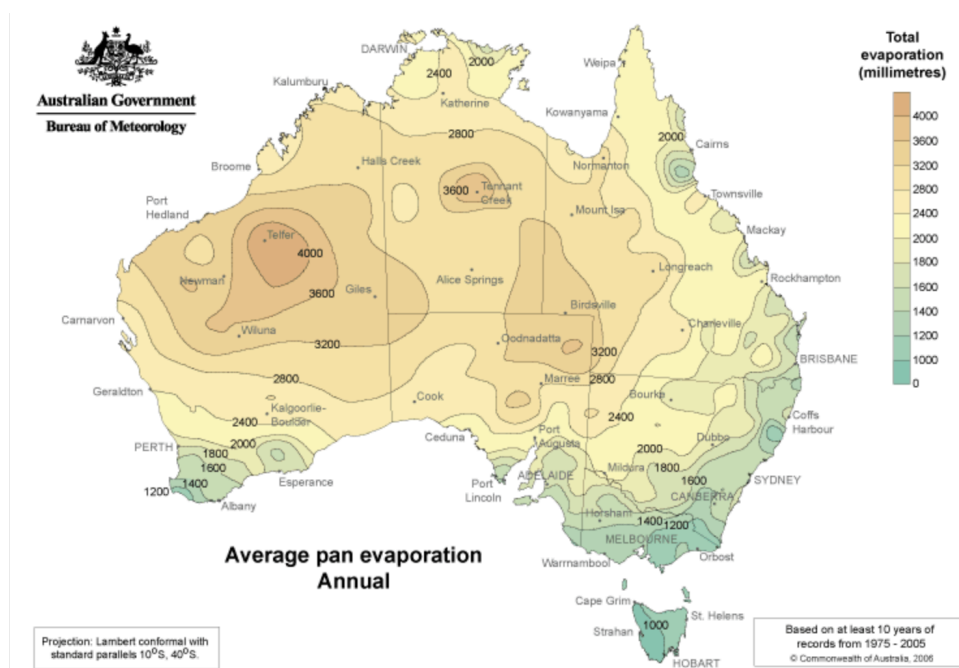 Australian Government
Bureau of Meteorology
Total
evaporation
(millimetres)
4000
3600
3200
2800
2400
2000
1800
1600
1400
1200
1000
0
DARWIN
2400
2000
Weipa
Kalumburu
Katherine
Kowanyama
2800
2000
Cairns
Broome
Halls Creek
Normanton
3600
Tennant
Creek
Townsville
Port
Hedland
Mount Isa
Mackay
Telfer
4000
Newman
Alice Springs
Longreach
Rockhampton
3600
Giles
Birdsville
Carnarvon
Wiluna
Charleville
3200
Oodnadatta
3200
BRISBANE
2800
Marree
2800
Geraldton
Cook
Bourke
Kalgoorlie-
Boulder
2400
2400
Coffs
Harbour
Ceduna
Port
Augusta
Dubbo
PERTH
2000
1800
2000
1600
Mildura
1800
ADELAIDE
1600
SYDNEY
1200
1400
Esperance
Port
Lincoln
CANBERRA
Albany
Horsham
1400
1200
MELBOURNE
Orbost
Warrnambool
Average pan evaporation
Annual
Cape Grim
St. Helens
1000
Strahan
HOBART
Projection: Lambert conformal with
standard parallels 10°S, 40°S.
Based on at least 10 years of
records from 1975 - 2005
© Commonwealth of Australia, 2006